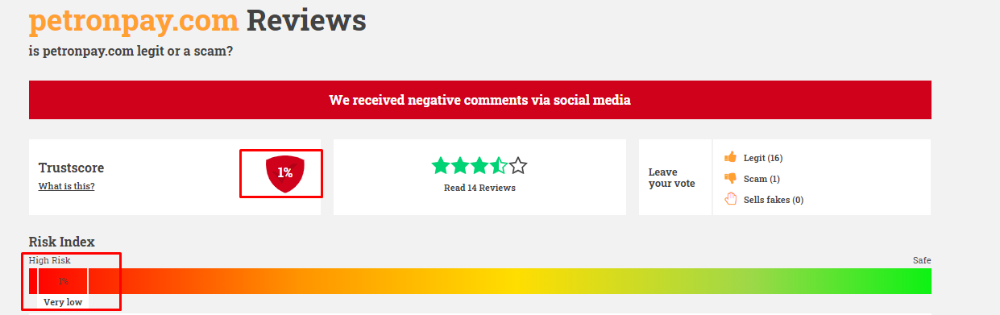 petronpay.com Reviews
is petronpay.com legit or a scam?
We received negative comments via social media
Trustscore
What is this?
1%
Read 14 Reviews
Leave
your vote
Legit (16)
Scam (1)
Sells fakes (0)
Risk Index
High Risk
Safe
1%
Very low